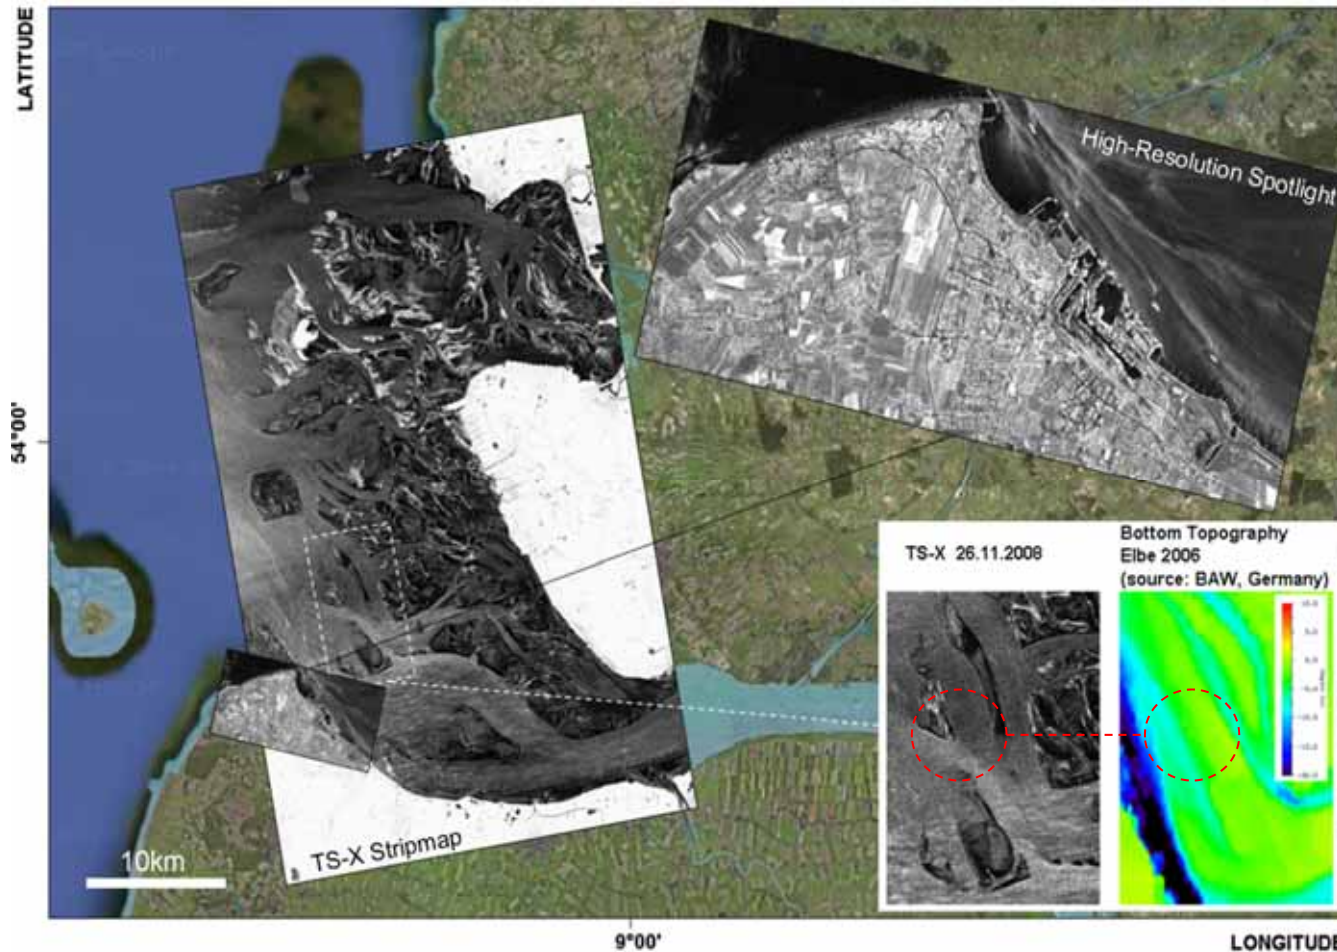 LATITUDE
High-Resolution Spotlight
54°00'
TS-X 26.11.2008
Bottom Topography
Elbe 2006
(source: BAW, Germany)
TS-X Stripmap
10km
9°00'
LONGITUDE